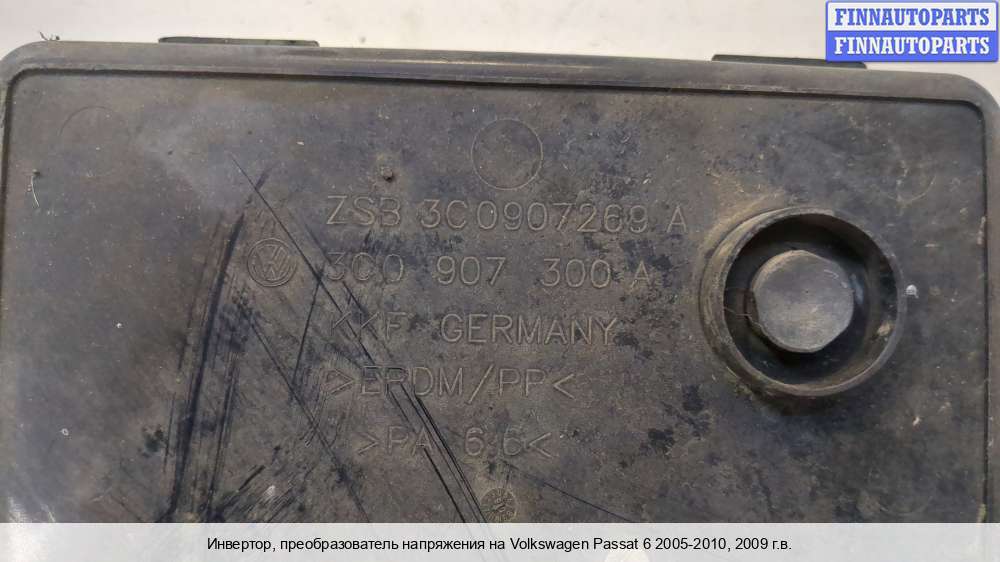 FINNAUTOPARTS
FINNAUTOPARTS
ZSB 3C0907269 A
3C0 907 300 A
KKF GERMANY
>EPDM/PP<
>PA 6.6<
Инвертор, преобразователь напряжения на Volkswagen Passat 6 2005-2010, 2009 г.в.